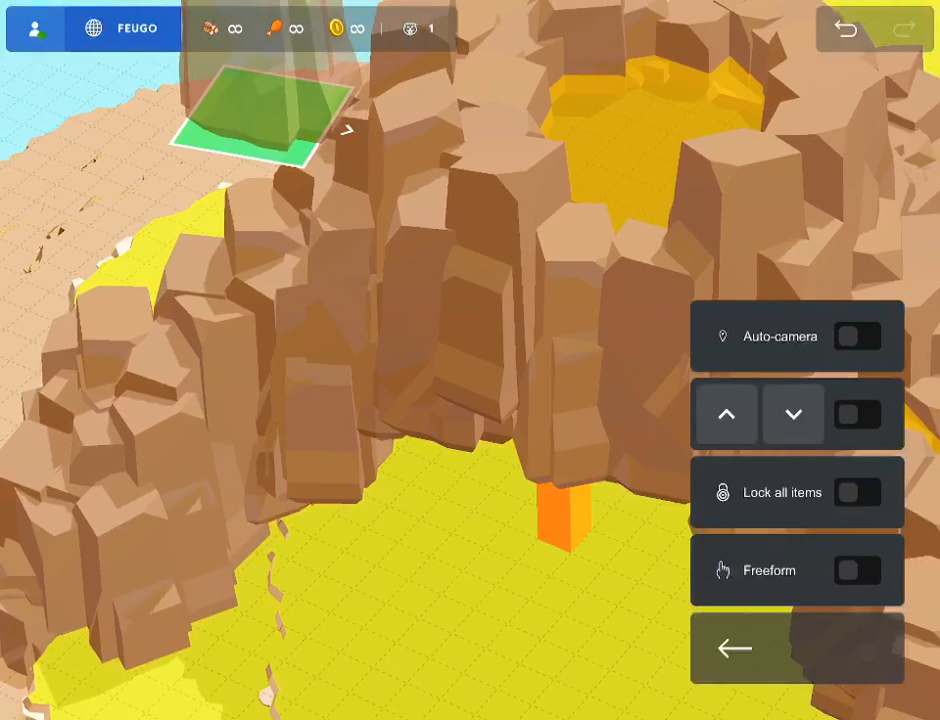 FEUGO ∞ ∞ ∞ 1
Auto-camera
Lock all items
Freeform